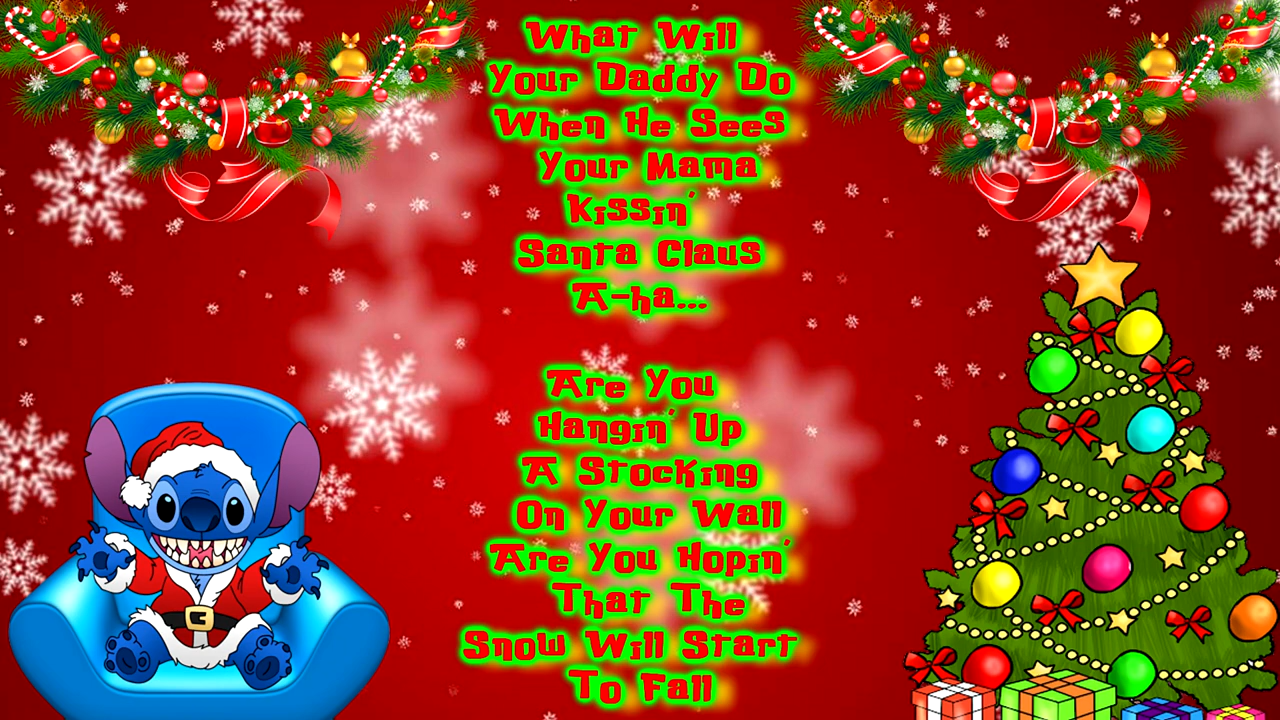 What Will
Your Daddy Do
When He Sees
Your Mama
Kissin'
Santa Claus
A-ha...
Are You
Hangin' Up
A Stocking
On Your Wall
Are You Hopin'
That The
Snow Will Start
To Fall